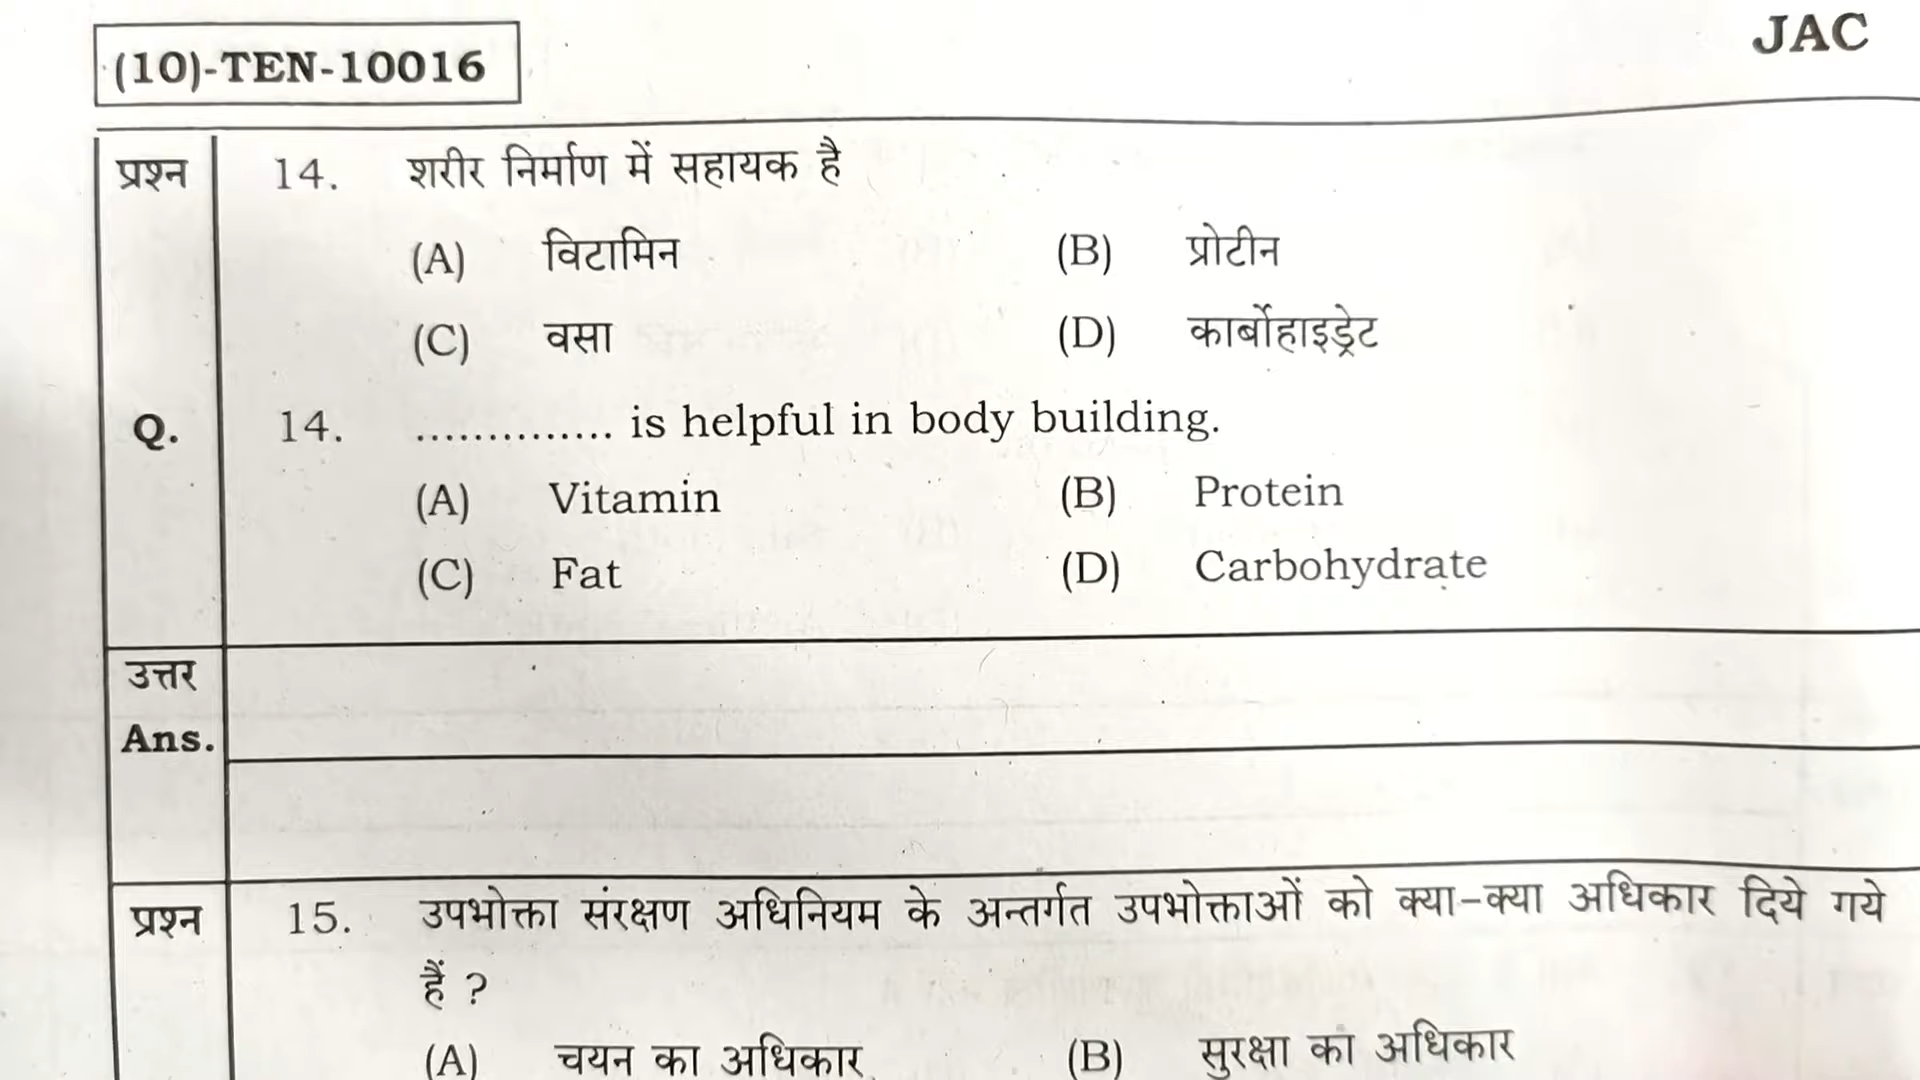 (10)-TEN-10016
JAC
प्रश्न 14. शरीर निर्माण में सहायक है
(A) विटामिन (B) प्रोटीन
(C) वसा (D) कार्बोहाइड्रेट
Q. 14. .............. is helpful in body building.
(A) Vitamin (B) Protein
(C) Fat (D) Carbohydrate
उत्तर
Ans.
प्रश्न 15. उपभोक्ता संरक्षण अधिनियम के अन्तर्गत उपभोक्ताओं को क्या-क्या अधिकार दिये गये
हैं ?
(A) चयन का अधिकार (B) सुरक्षा का अधिकार